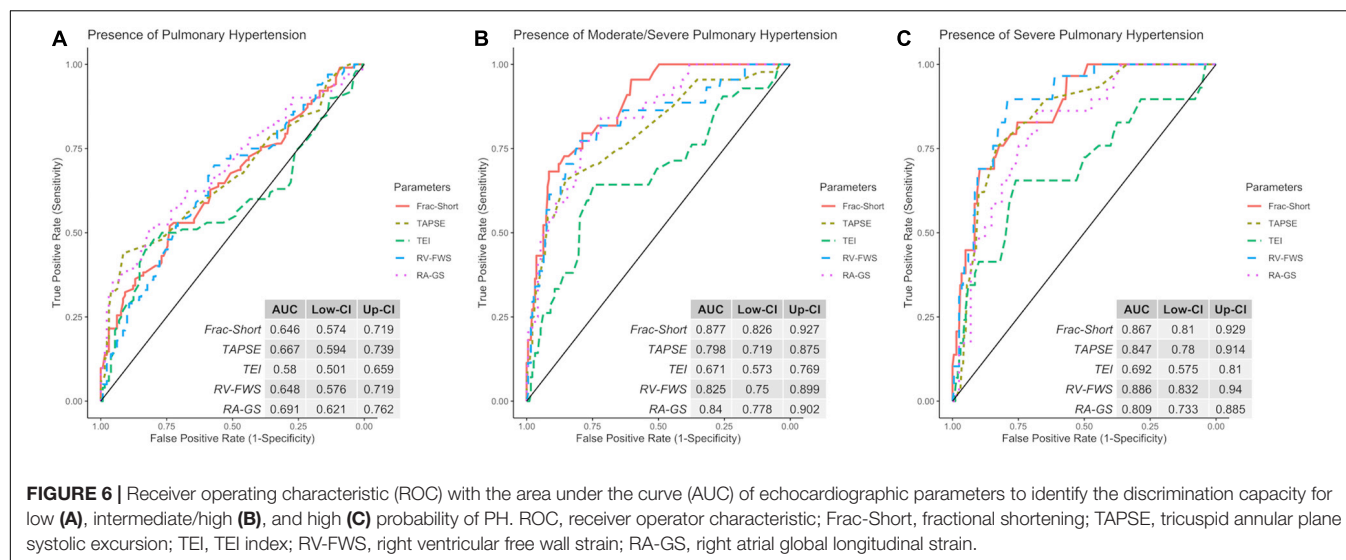 A
Presence of Pulmonary Hypertension
True Positive Rate (Sensitivity)
1.00
0.75
0.50
0.25
0.00
1.00 0.75 0.50 0.25 0.00
False Positive Rate (1-Specificity)
Parameters
Frac-Short
TAPSE
TEI
RV-FWS
RA-GS
AUC Low-CI Up-CI
Frac-Short 0.646 0.574 0.719
TAPSE 0.667 0.594 0.739
TEI 0.58 0.501 0.659
RV-FWS 0.648 0.576 0.719
RA-GS 0.691 0.621 0.762
B
Presence of Moderate/Severe Pulmonary Hypertension
True Positive Rate (Sensitivity)
1.00
0.75
0.50
0.25
0.00
1.00 0.75 0.50 0.25 0.00
False Positive Rate (1-Specificity)
Parameters
Frac-Short
TAPSE
TEI
RV-FWS
RA-GS
AUC Low-CI Up-CI
Frac-Short 0.877 0.826 0.927
TAPSE 0.798 0.719 0.875
TEI 0.671 0.573 0.769
RV-FWS 0.825 0.75 0.899
RA-GS 0.84 0.778 0.902
C
Presence of Severe Pulmonary Hypertension
True Positive Rate (Sensitivity)
1.00
0.75
0.50
0.25
0.00
1.00 0.75 0.50 0.25 0.00
False Positive Rate (1-Specificity)
Parameters
Frac-Short
TAPSE
TEI
RV-FWS
RA-GS
AUC Low-CI Up-CI
Frac-Short 0.867 0.81 0.929
TAPSE 0.847 0.78 0.914
TEI 0.692 0.575 0.81
RV-FWS 0.886 0.832 0.94
RA-GS 0.809 0.733 0.885
FIGURE 6 | Receiver operating characteristic (ROC) with the area under the curve (AUC) of echocardiographic parameters to identify the discrimination capacity for
low (A), intermediate/high (B), and high (C) probability of PH. ROC, receiver operator characteristic; Frac-Short, fractional shortening; TAPSE, tricuspid annular plane
systolic excursion; TEI, TEI index; RV-FWS, right ventricular free wall strain; RA-GS, right atrial global longitudinal strain.